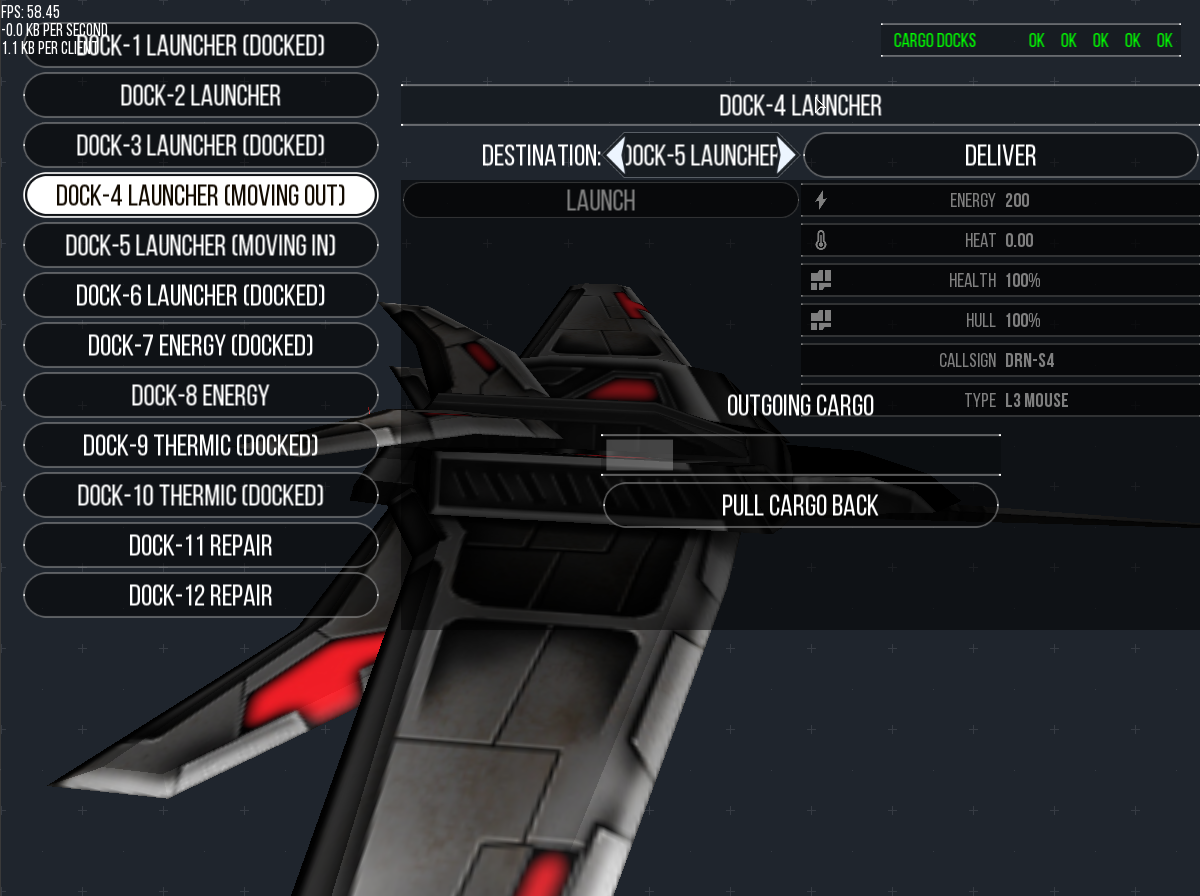 FPS: 58.45
-0.0 KB PER SECOND
1.1 KB PER CLIENT
DOCK-1 LAUNCHER (DOCKED)
DOCK-2 LAUNCHER
DOCK-3 LAUNCHER (DOCKED)
DOCK-4 LAUNCHER (MOVING OUT)
DOCK-5 LAUNCHER (MOVING IN)
DOCK-6 LAUNCHER (DOCKED)
DOCK-7 ENERGY (DOCKED)
DOCK-8 ENERGY
DOCK-9 THERMIC (DOCKED)
DOCK-10 THERMIC (DOCKED)
DOCK-11 REPAIR
DOCK-12 REPAIR
CARGO DOCKS OK OK OK OK OK
DOCK-4 LAUNCHER
DESTINATION: DOCK-5 LAUNCHER DELIVER
LAUNCH
ENERGY 200
HEAT 0.00
HEALTH 100%
HULL 100%
CALLSIGN DRN-S4
TYPE L3 MOUSE
OUTGOING CARGO
PULL CARGO BACK